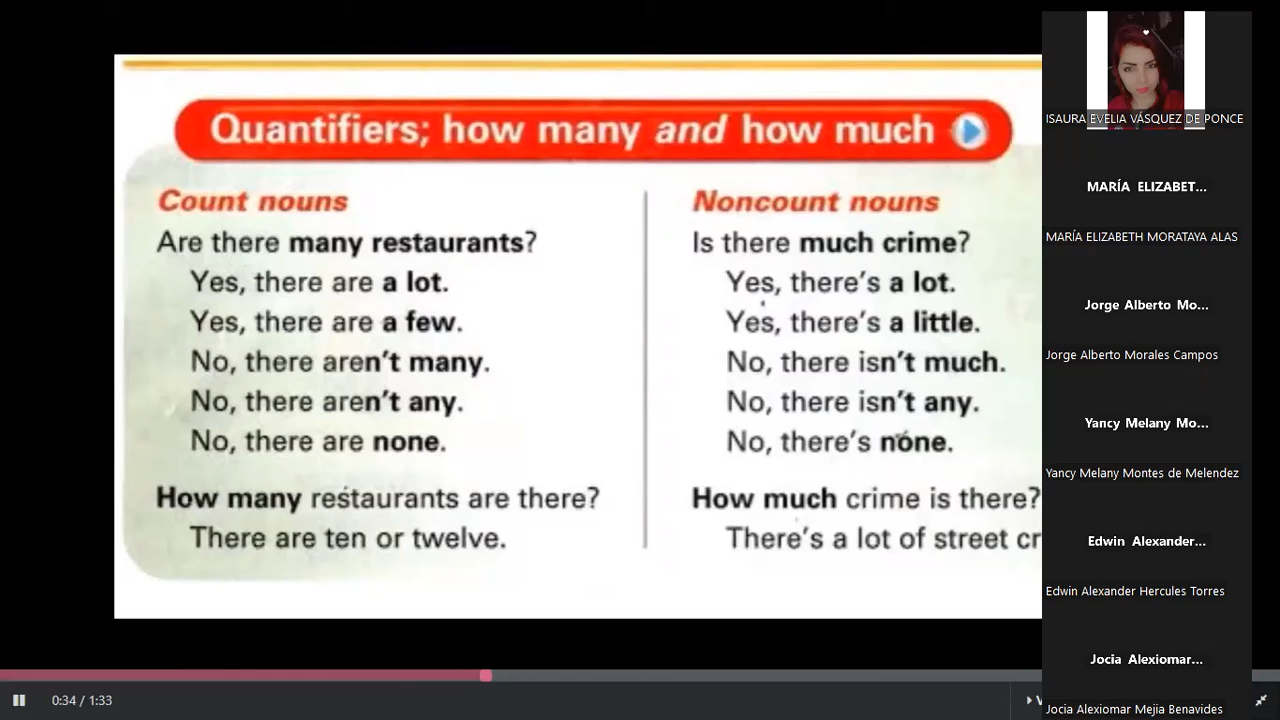 Quantifiers; how many and how much
Count nouns
Are there many restaurants?
Yes, there are a lot.
Yes, there are a few.
No, there aren't many.
No, there aren't any.
No, there are none.
How many restaurants are there?
There are ten or twelve.
Noncount nouns
Is there much crime?
Yes, there's a lot.
Yes, there's a little.
No, there isn't much.
No, there isn't any.
No, there's none.
How much crime is there?
There's a lot of street cr
ISAURA EVELIA VÁSQUEZ DE PONCE
MARÍA ELIZABET...
MARÍA ELIZABETH MORATAYA ALAS
Jorge Alberto Mo...
Jorge Alberto Morales Campos
Yancy Melany Mo...
Yancy Melany Montes de Melendez
Edwin Alexander...
Edwin Alexander Hercules Torres
Jocia Alexiomar...
Jocia Alexiomar Mejia Benavides
0:34 / 1:33